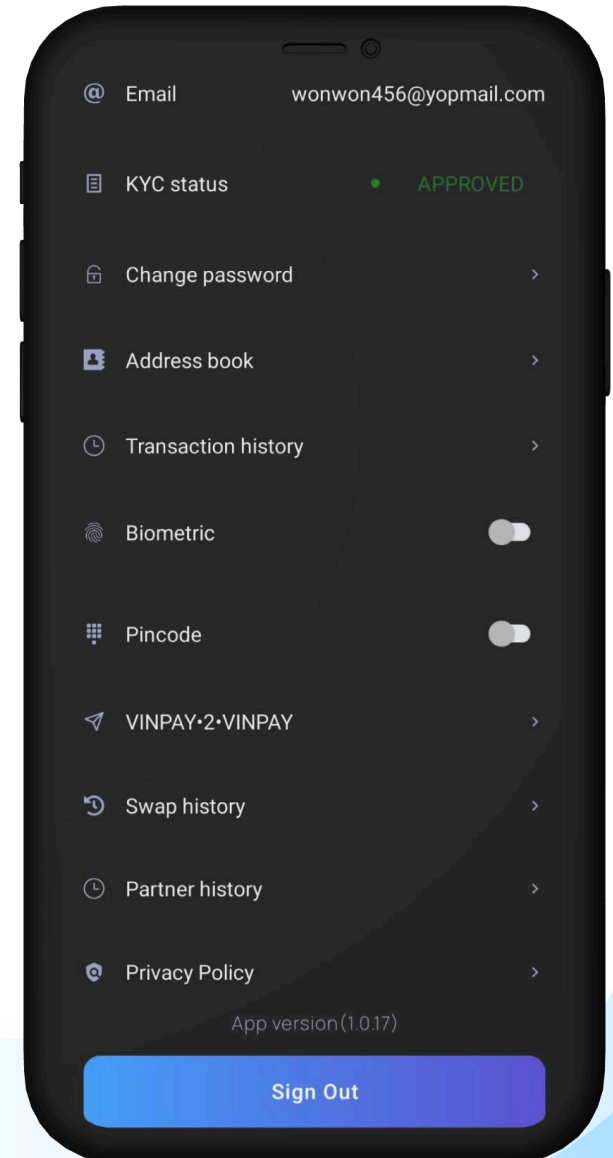 Email wonwon456@yopmail.com
KYC status APPROVED
Change password
Address book
Transaction history
Biometric
Pincode
VINPAY•2•VINPAY
Swap history
Partner history
Privacy Policy
App version(1.0.17)
Sign Out